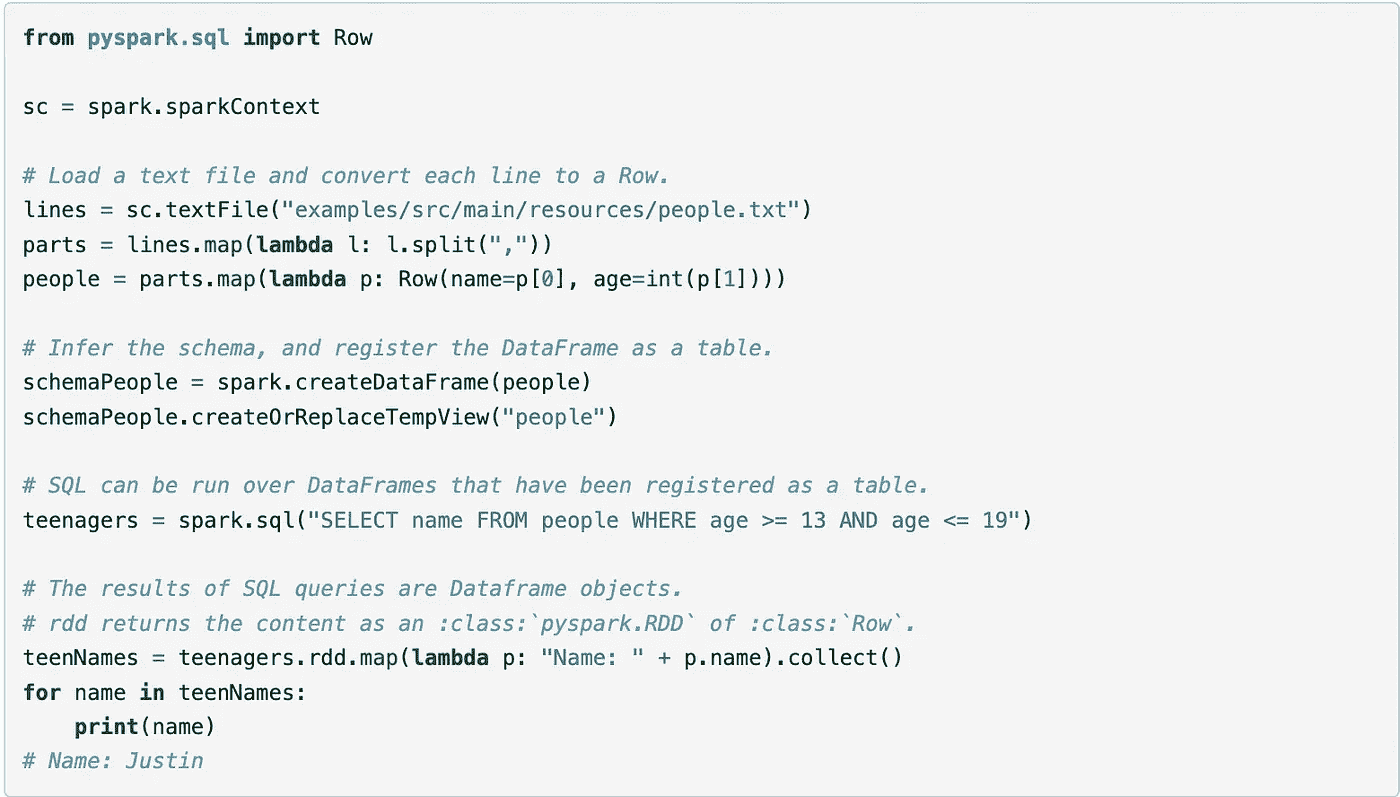 from pyspark.sql import Row
sc = spark.sparkContext
# Load a text file and convert each line to a Row.
lines = sc.textFile("examples/src/main/resources/people.txt")
parts = lines.map(lambda l: l.split(","))
people = parts.map(lambda p: Row(name=p[0], age=int(p[1])))
# Infer the schema, and register the DataFrame as a table.
schemaPeople = spark.createDataFrame(people)
schemaPeople.createOrReplaceTempView("people")
# SQL can be run over DataFrames that have been registered as a table.
teenagers = spark.sql("SELECT name FROM people WHERE age >= 13 AND age <= 19")
# The results of SQL queries are Dataframe objects.
# rdd returns the content as an :class:`pyspark.RDD` of :class:`Row`.
teenNames = teenagers.rdd.map(lambda p: "Name: " + p.name).collect()
for name in teenNames:
    print(name)
# Name: Justin